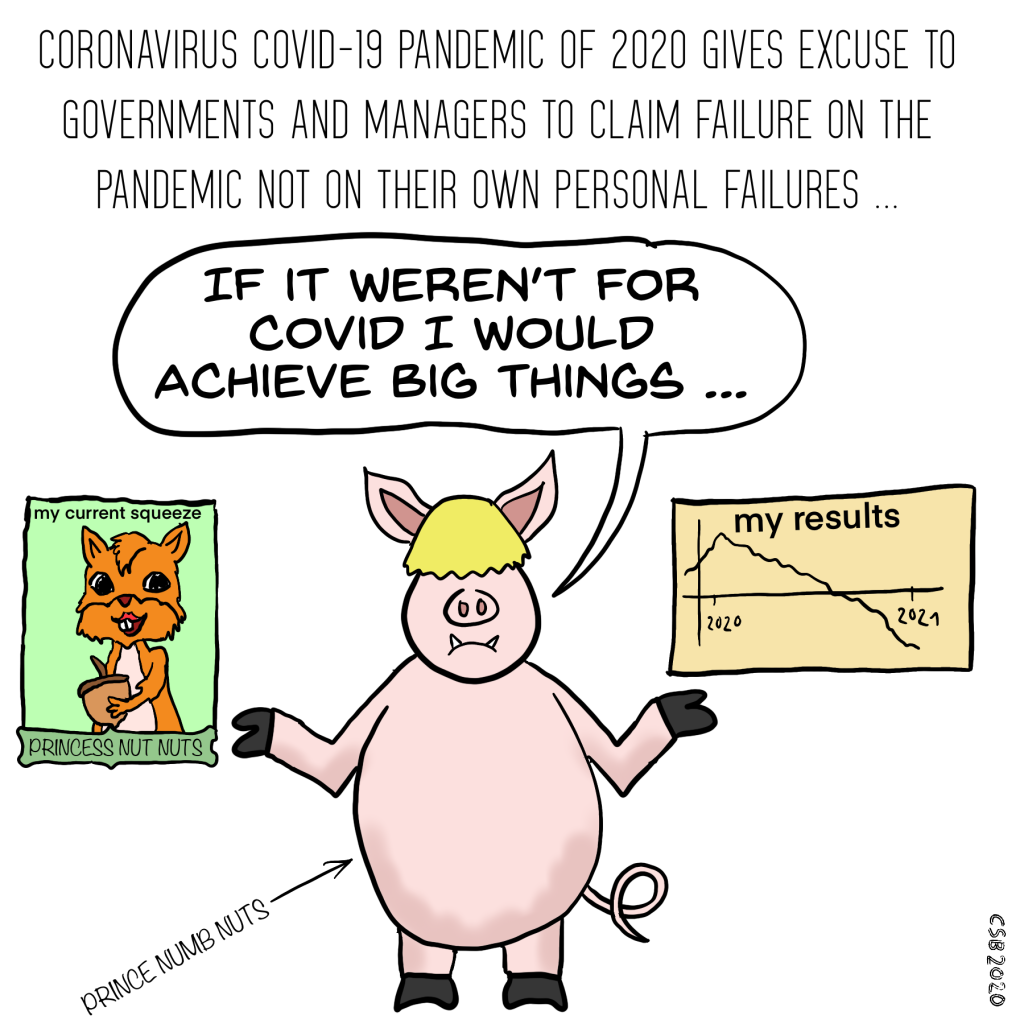 CORONAVIRUS COVID-19 PANDEMIC OF 2020 GIVES EXCUSE TO
GOVERNMENTS AND MANAGERS TO CLAIM FAILURE ON THE
PANDEMIC NOT ON THEIR OWN PERSONAL FAILURES ...
IF IT WEREN'T FOR
COVID I WOULD
ACHIEVE BIG THINGS ...
my current squeeze
PRINCESS NUT NUTS
my results
2020
2021
PRINCE NUMB NUTS
CSB2020